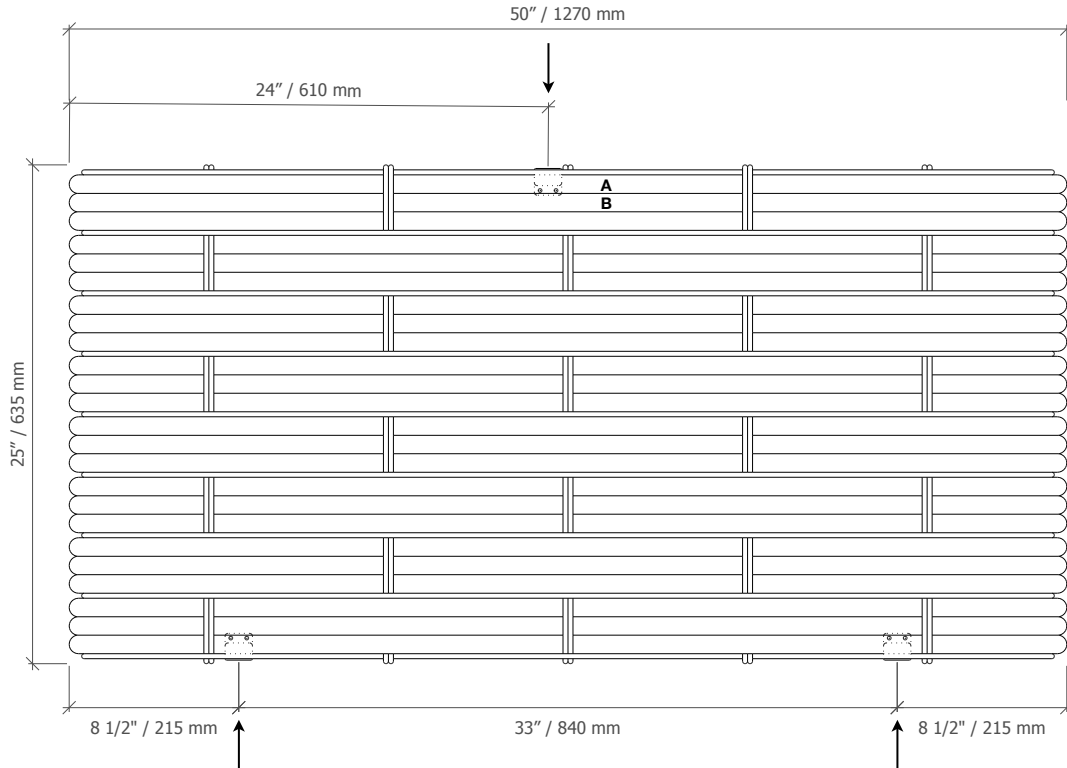 50″ / 1270 mm
24″ / 610 mm
A
B
25″ / 635 mm
8 1/2" / 215 mm
33″ / 840 mm
8 1/2" / 215 mm